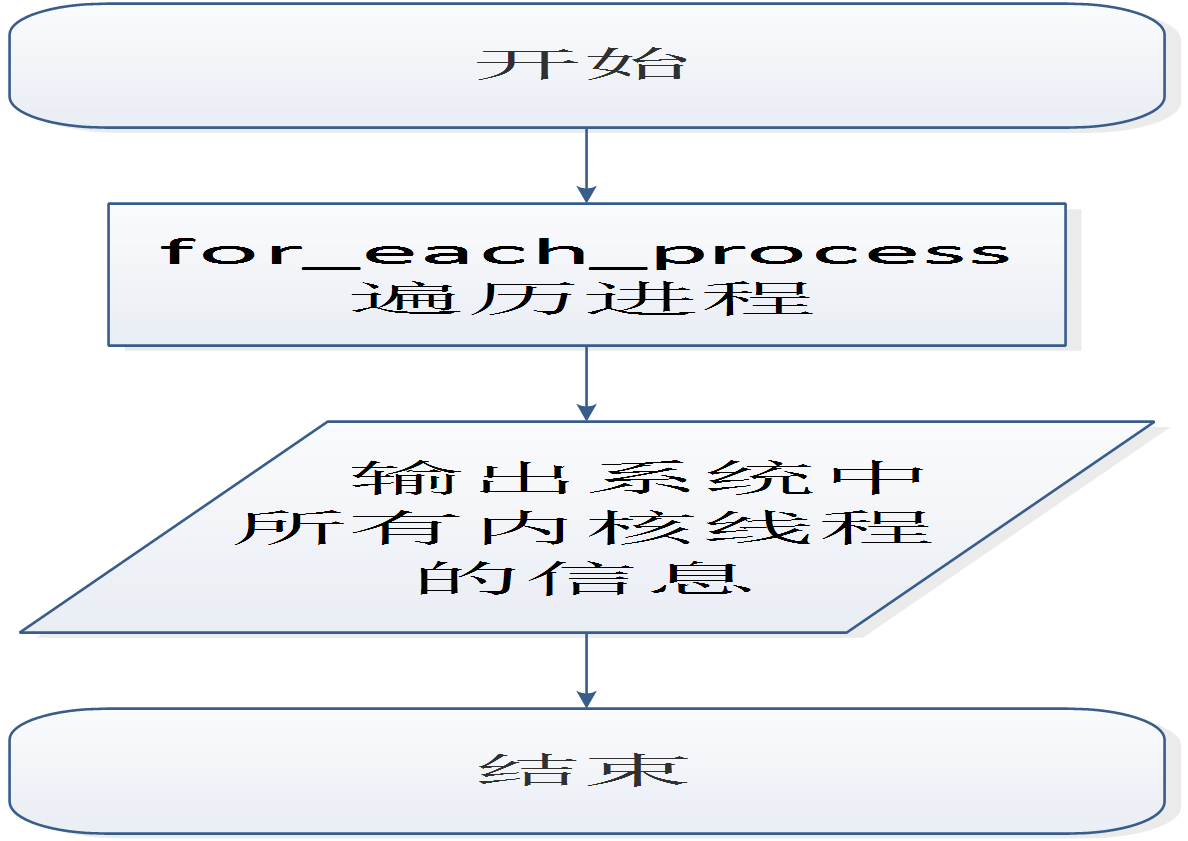 开始
for_each_process
遍历进程
输出系统中
所有内核线程
的信息
结束